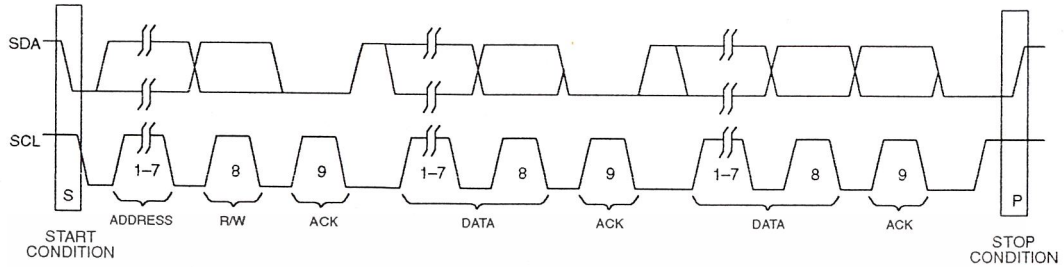 SDA
SCL
1–7 8 9 1–7 8 9 1–7 8 9
S P
ADDRESS R/W ACK DATA ACK DATA ACK
START
CONDITION
STOP
CONDITION